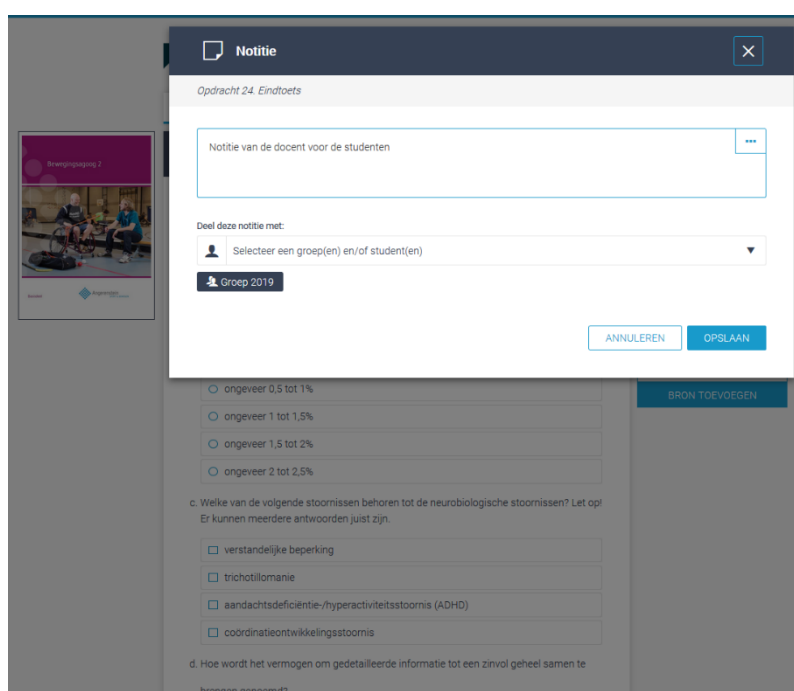 Notitie
Opdracht 24. Eindtoets
Notitie van de docent voor de studenten
Deel deze notitie met:
Selecteer een groep(en) en/of student(en)
Groep 2019
ANNULEREN
OPSLAAN
Bewegingsagoog 2
BRON TOEVOEGEN
ongeveer 0,5 tot 1%
ongeveer 1 tot 1,5%
ongeveer 1,5 tot 2%
ongeveer 2 tot 2,5%
c. Welke van de volgende stoornissen behoren tot de neurobiologische stoornissen? Let op!
Er kunnen meerdere antwoorden juist zijn.
verstandelijke beperking
trichotillomanie
aandachtsdeficiëntie-/hyperactiviteitsstoornis (ADHD)
coördinatieontwikkelingsstoornis
d. Hoe wordt het vermogen om gedetailleerde informatie tot een zinvol geheel samen te